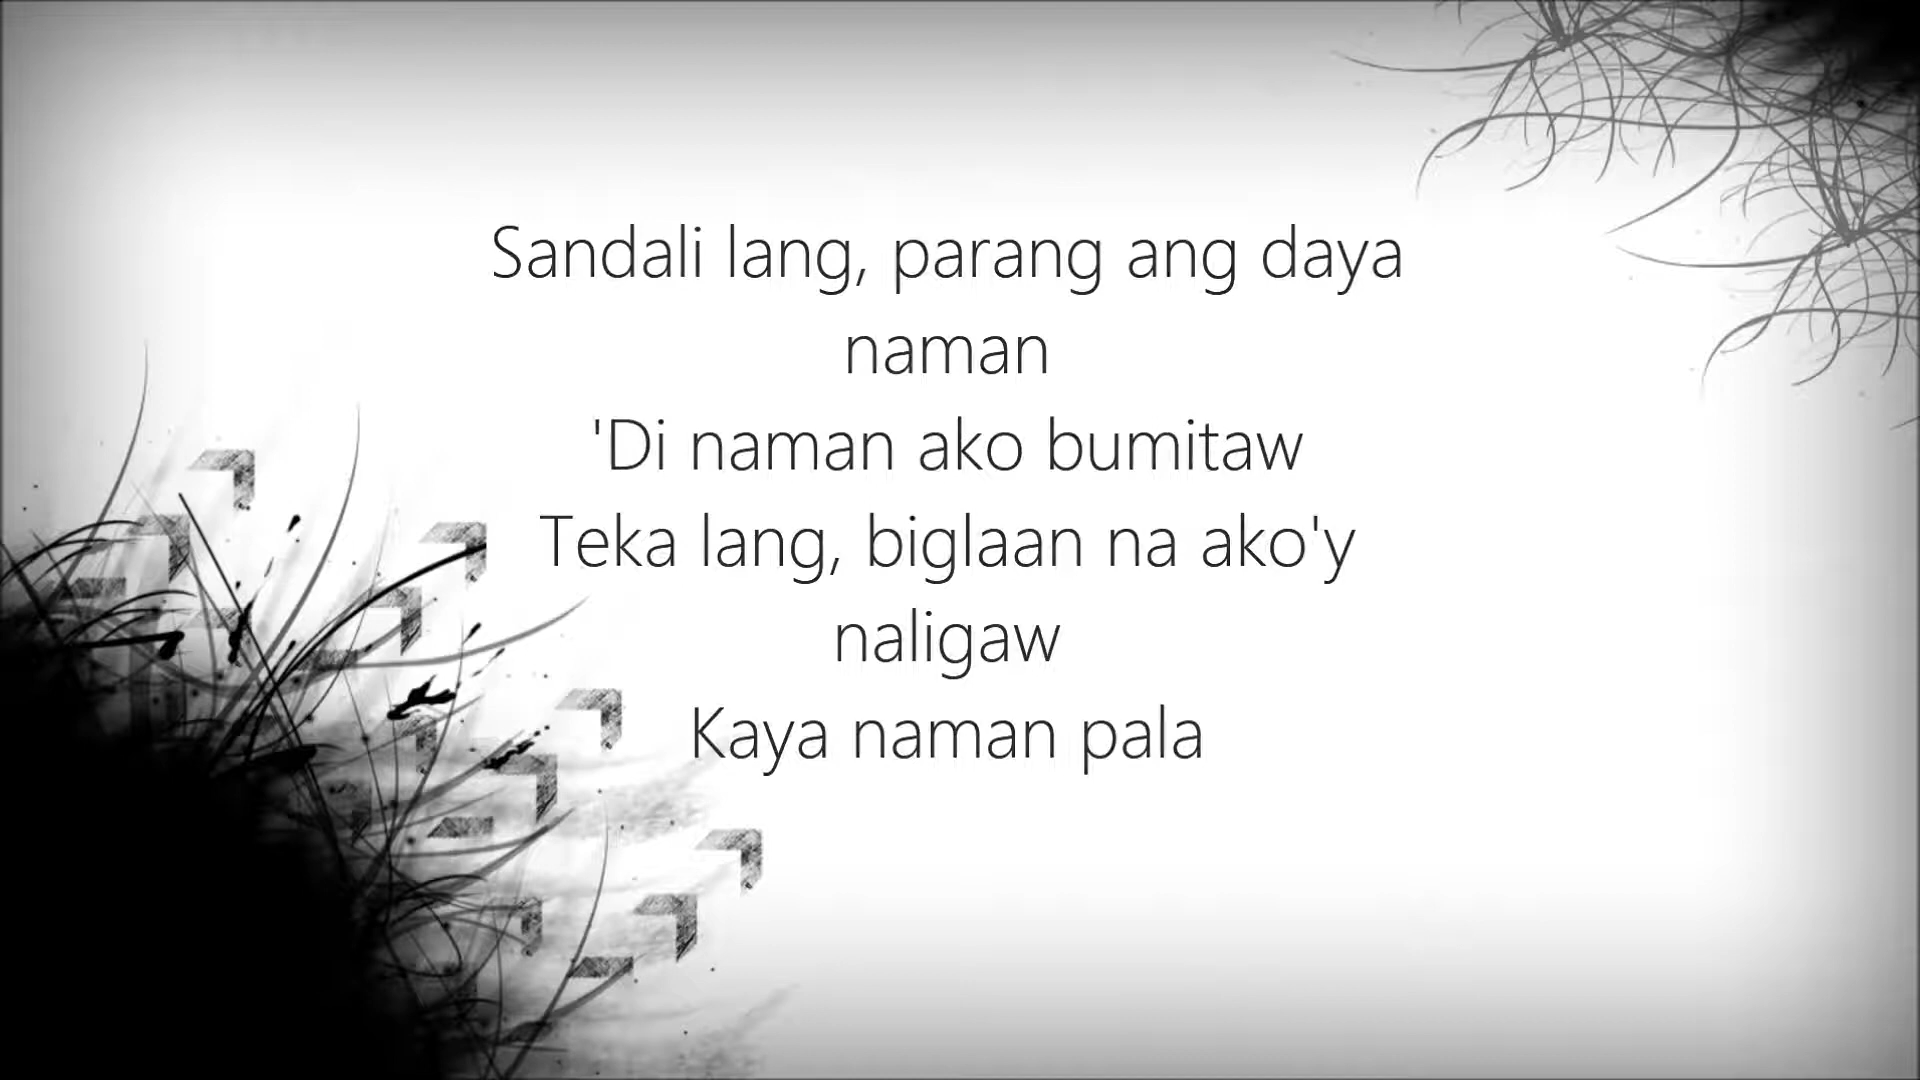 Sandali lang, parang ang daya
naman
'Di naman ako bumitaw
Teka lang, biglaan na ako'y
naligaw
Kaya naman pala